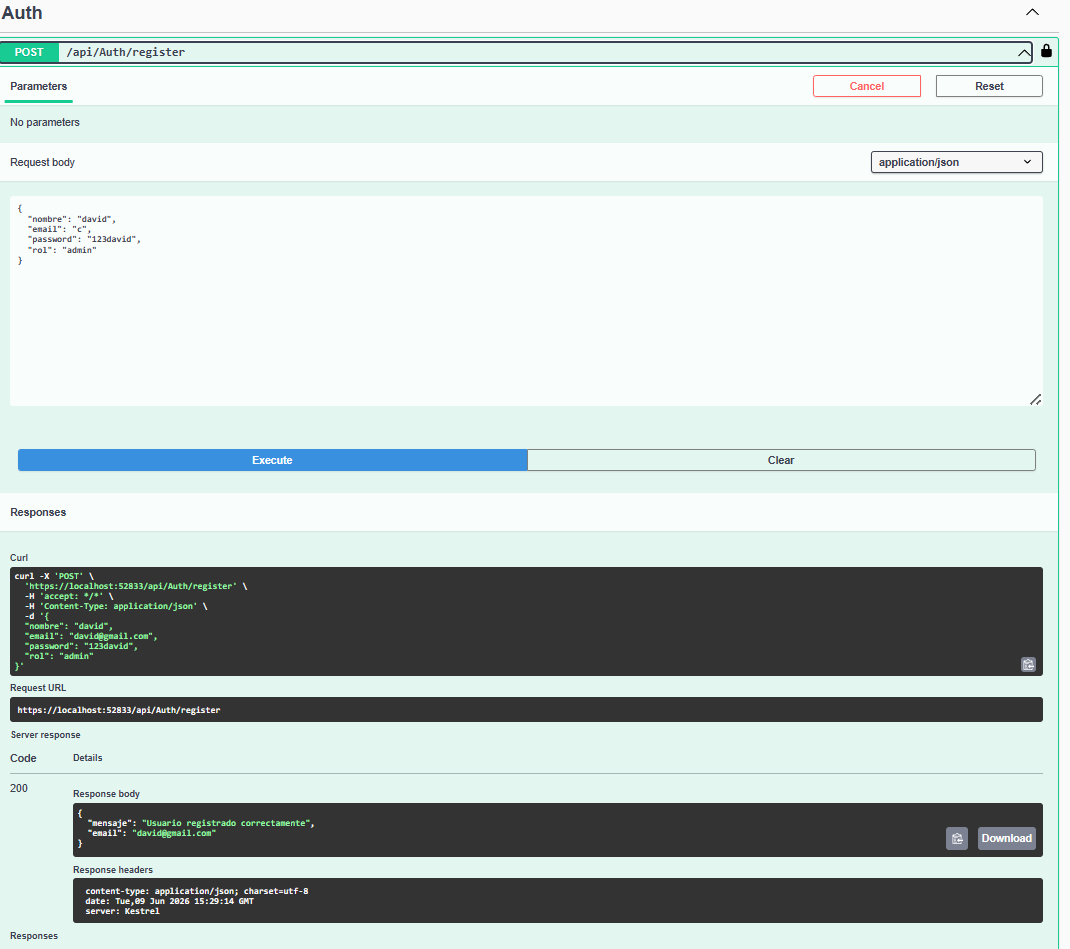 Auth
POST /api/Auth/register
Parameters Cancel Reset
No parameters
Request body application/json
{
"nombre": "david",
"email": "c",
"password": "123david",
"rol": "admin"
}
Execute Clear
Responses
Curl
curl -X 'POST' \
'https://localhost:52833/api/Auth/register' \
-H 'accept: */*' \
-H 'Content-Type: application/json' \
-d '{
"nombre": "david",
"email": "david@gmail.com",
"password": "123david",
"rol": "admin"
}'
Request URL
https://localhost:52833/api/Auth/register
Server response
Code Details
200
Response body
{
"mensaje": "Usuario registrado correctamente",
"email": "david@gmail.com"
}
Download
Response headers
content-type: application/json; charset=utf-8
date: Tue,09 Jun 2026 15:29:14 GMT
server: Kestrel
Responses